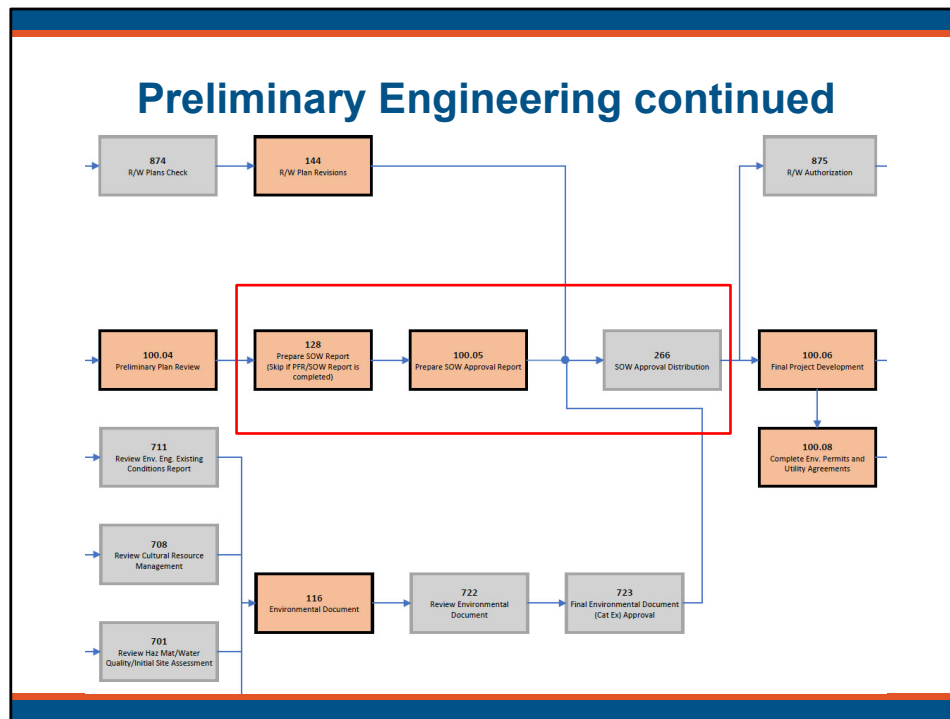 Preliminary Engineering continued
874
R/W Plans Check
144
R/W Plan Revisions
875
R/W Authorization
100.04
Preliminary Plan Review
128
Prepare SOW Report
(Skip if PFR/SOW Report is
completed)
100.05
Prepare SOW Approval Report
266
SOW Approval Distribution
100.06
Final Project Development
711
Review Env. Eng. Existing
Conditions Report
100.08
Complete Env. Permits and
Utility Agreements
708
Review Cultural Resource
Management
116
Environmental Document
722
Review Environmental
Document
723
Final Environmental Document
(Cat Ex) Approval
701
Review Haz Mat/Water
Quality/Initial Site Assessment